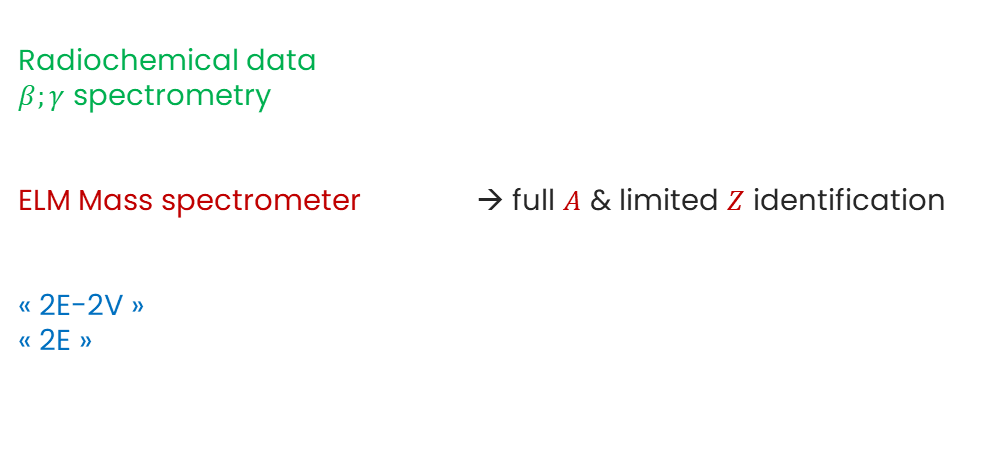 Radiochemical data
β; γ spectrometry
ELM Mass spectrometer → full A & limited Z identification
« 2E-2V »
« 2E »